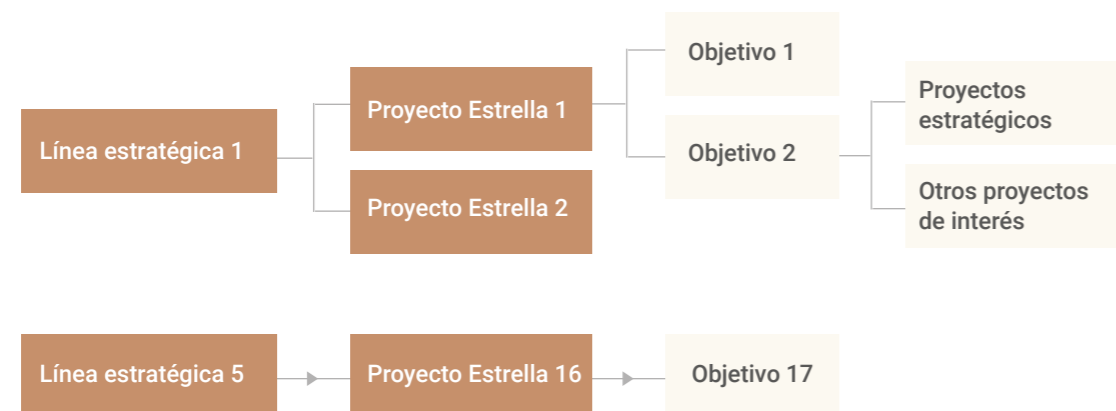 Línea estratégica 1
Proyecto Estrella 1
Proyecto Estrella 2
Objetivo 1
Objetivo 2
Proyectos
estratégicos
Otros proyectos
de interés
Línea estratégica 5
Proyecto Estrella 16
Objetivo 17